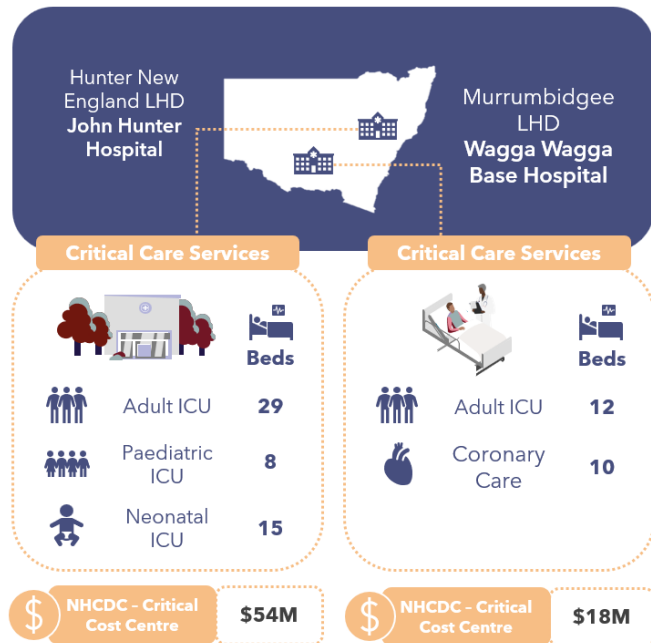 Hunter New
England LHD
John Hunter
Hospital
Murrumbidgee
LHD
Wagga Wagga
Base Hospital
Critical Care Services
Beds
Adult ICU 29
Paediatric
ICU 8
Neonatal
ICU 15
NHCDC – Critical
Cost Centre $54M
Critical Care Services
Beds
Adult ICU 12
Coronary
Care 10
NHCDC – Critical
Cost Centre $18M